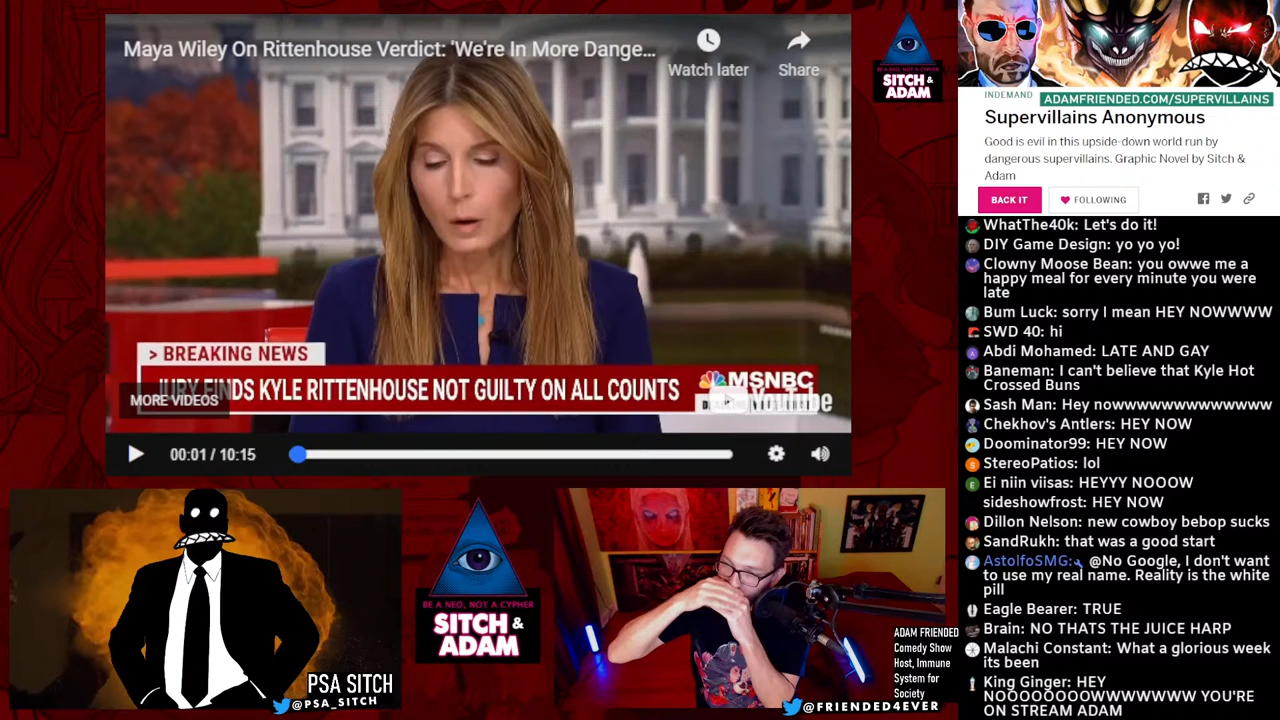 Maya Wiley On Rittenhouse Verdict: 'We're In More Dange...
Watch later
Share
> BREAKING NEWS
JURY FINDS KYLE RITTENHOUSE NOT GUILTY ON ALL COUNTS
MSNBC
YouTube
MORE VIDEOS
00:01 / 10:15
BE A NEO, NOT A CYPHER
SITCH &
ADAM
INDEMAND
ADAMFRIENDED.COM/SUPERVILLAINS
Supervillains Anonymous
Good is evil in this upside-down world run by
dangerous supervillains. Graphic Novel by Sitch &
Adam
BACK IT
FOLLOWING
WhatThe40k: Let's do it!
DIY Game Design: yo yo yo!
Clowny Moose Bean: you owwe me a
happy meal for every minute you were
late
Bum Luck: sorry I mean HEY NOWWWW
SWD 40: hi
Abdi Mohamed: LATE AND GAY
Baneman: I can't believe that Kyle Hot
Crossed Buns
Sash Man: Hey nowwwwwwwwwwwww
Chekhov's Antlers: HEY NOW
Doominator99: HEY NOW
StereoPatios: lol
Ei niin viisas: HEYYY NOOOW
sideshowfrost: HEY NOW
Dillon Nelson: new cowboy bebop sucks
SandRukh: that was a good start
AstolfoSMG: @No Google, I don't want
to use my real name. Reality is the white
pill
Eagle Bearer: TRUE
Brain: NO THATS THE JUICE HARP
Malachi Constant: What a glorious week
its been
King Ginger: HEY
NOOOOOOOOWWWWWWW YOU'RE
ON STREAM ADAM
PSA SITCH
@PSA_SITCH
BE A NEO, NOT A CYPHER
SITCH &
ADAM
ADAM FRIENDED
Comedy Show
Host, Immune
System for
Society
@FRIENDED4EVER